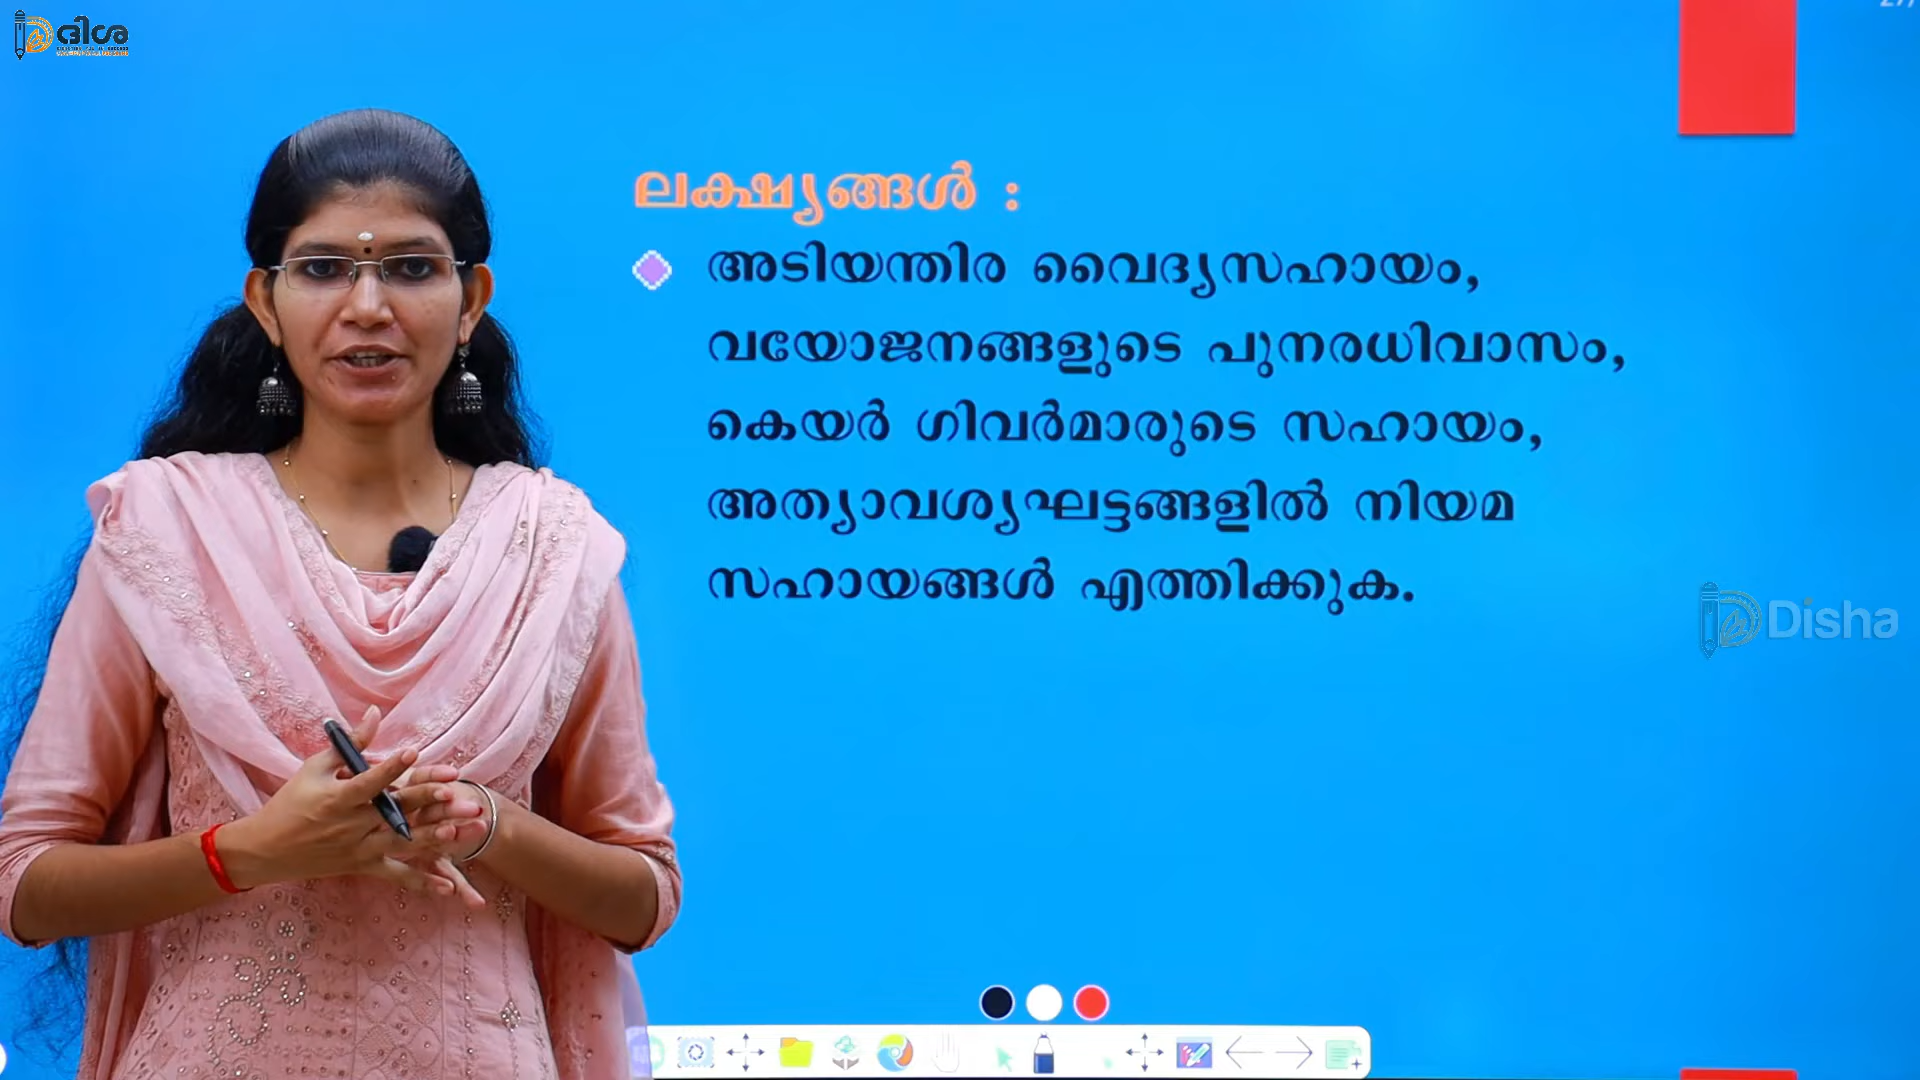 ദിശ
ലക്ഷ്യങ്ങൾ :
അടിയന്തിര വൈദ്യസഹായം,
വയോജനങ്ങളുടെ പുനരധിവാസം,
കെയർ ഗിവർമാരുടെ സഹായം,
അത്യാവശ്യഘട്ടങ്ങളിൽ നിയമ
സഹായങ്ങൾ എത്തിക്കുക.
Disha